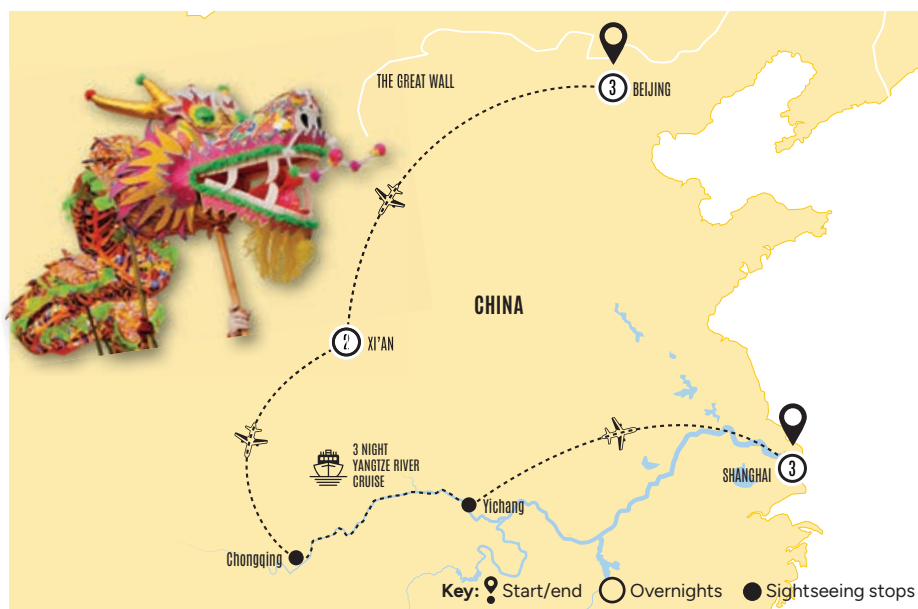 THE GREAT WALL
3 BEIJING
CHINA
2 XI'AN
3 NIGHT
YANGTZE RIVER
CRUISE
SHANGHAI 3
Yichang
Chongqing
Key: Start/end Overnights Sightseeing stops